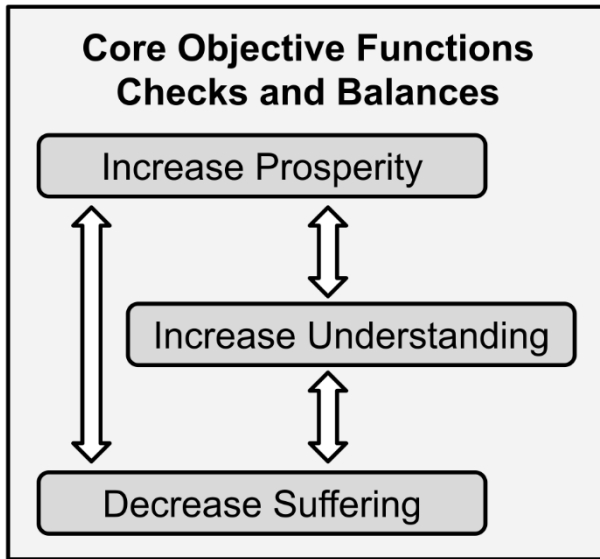 Core Objective Functions
Checks and Balances
Increase Prosperity
Increase Understanding
Decrease Suffering